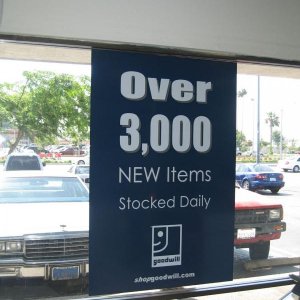 Over
3,000
NEW Items
Stocked Daily
goodwill
shopgoodwill.com